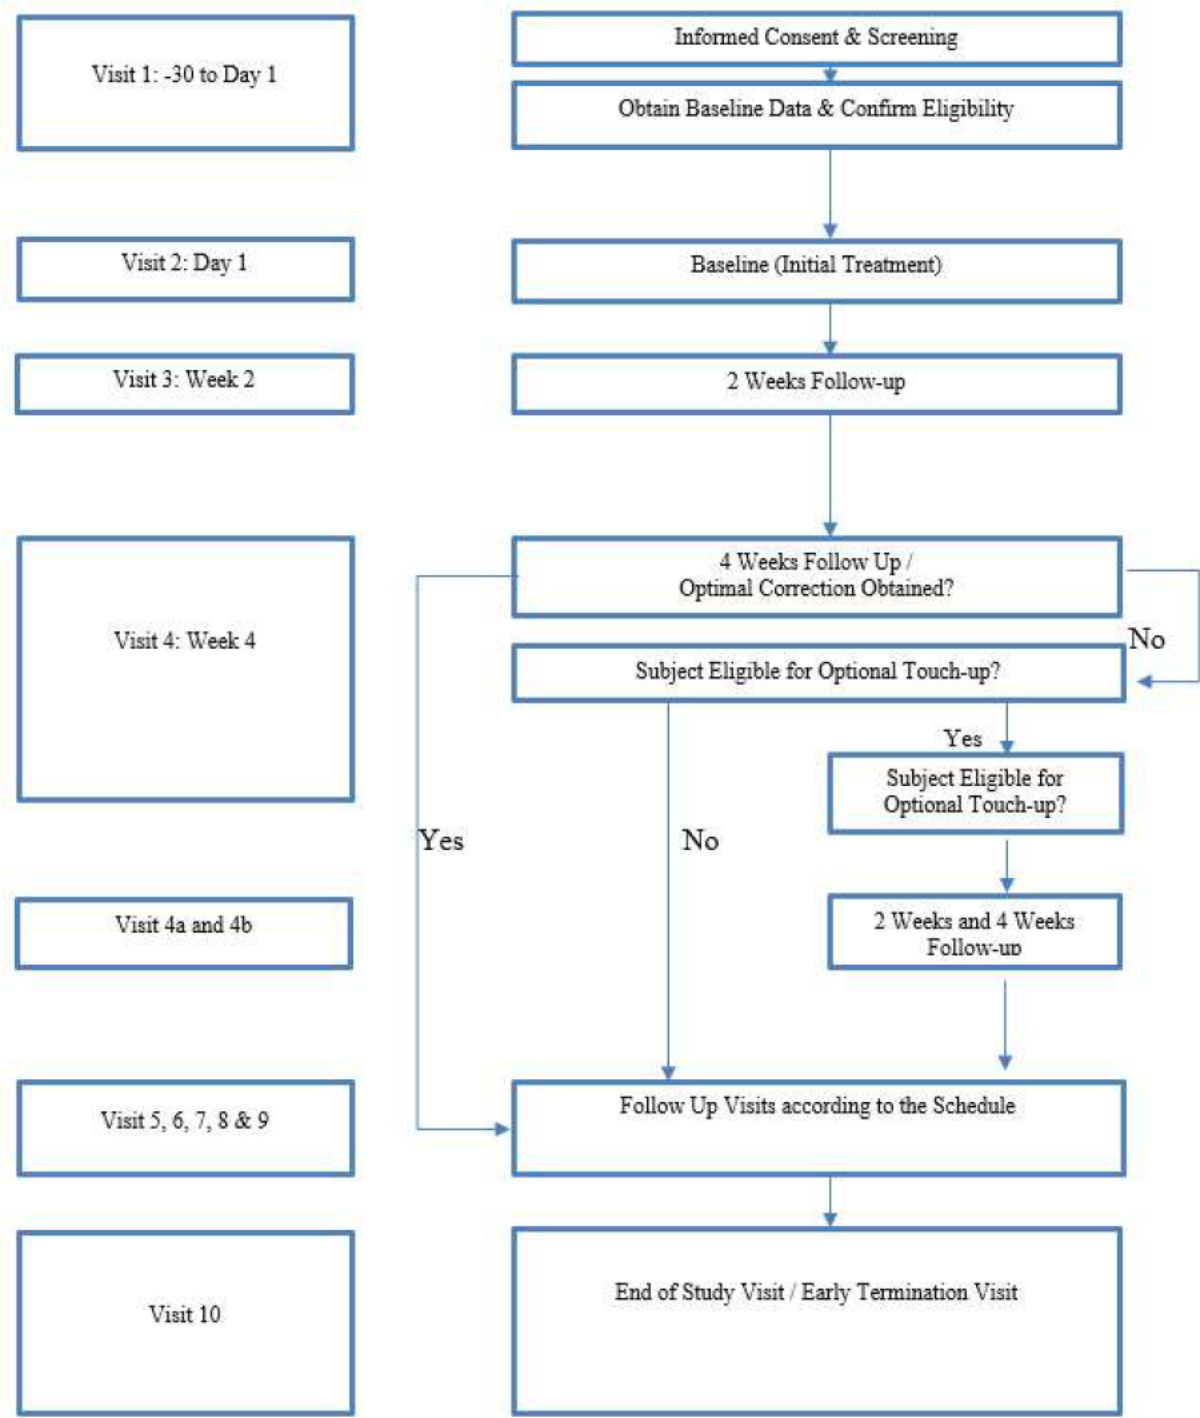 Visit 1: -30 to Day 1
Informed Consent & Screening
Obtain Baseline Data & Confirm Eligibility
Visit 2: Day 1
Baseline (Initial Treatment)
Visit 3: Week 2
2 Weeks Follow-up
Visit 4: Week 4
4 Weeks Follow Up /
Optimal Correction Obtained?
No
Subject Eligible for Optional Touch-up?
Yes
Subject Eligible for
Optional Touch-up?
Yes
No
Visit 4a and 4b
2 Weeks and 4 Weeks
Follow-up
Visit 5, 6, 7, 8 & 9
Follow Up Visits according to the Schedule
Visit 10
End of Study Visit / Early Termination Visit